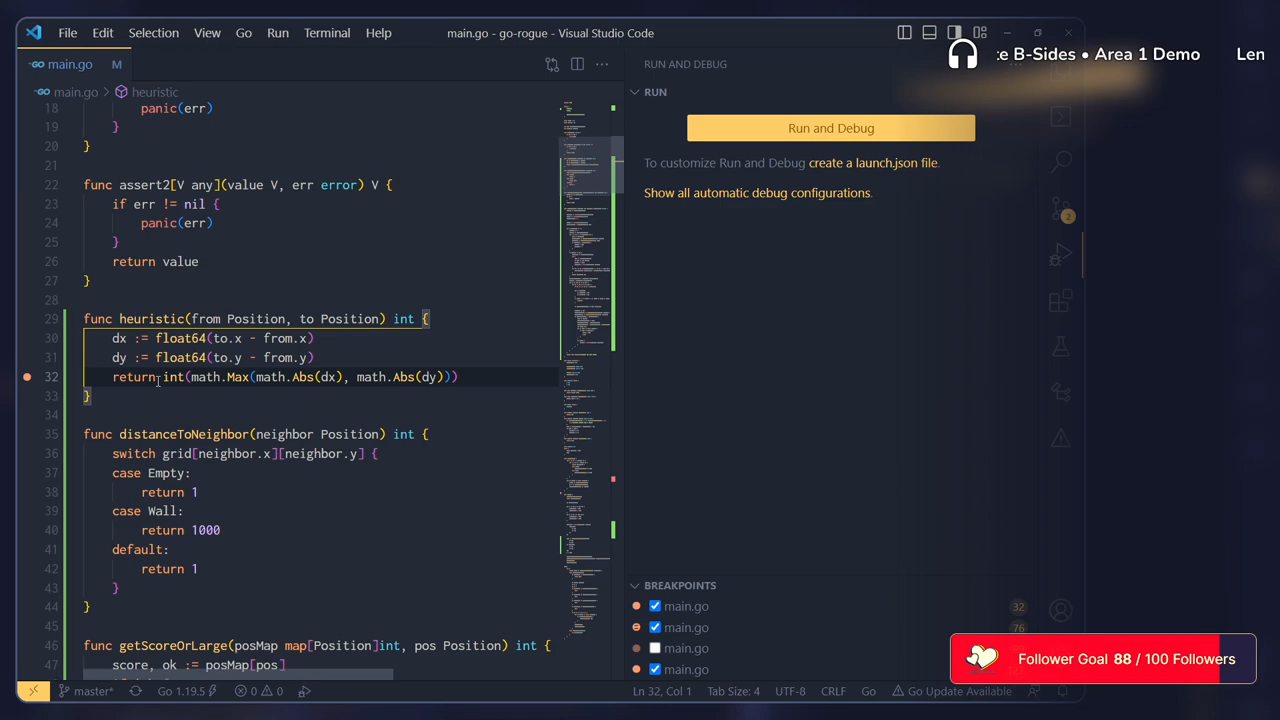 File Edit Selection View Go Run Terminal Help
main.go - go-rogue - Visual Studio Code
main.go M
RUN AND DEBUG
te B-Sides • Area 1 Demo Len
main.go > heuristic
RUN
Run and Debug
To customize Run and Debug create a launch.json file.
Show all automatic debug configurations.
18 panic(err)
19 }
20 }
21
22 func assert2[V any](value V, err error) V {
23 if err != nil {
24 panic(err)
25 }
26 return value
27 }
28
29 func heuristic(from Position, to Position) int {
30 dx := float64(to.x - from.x)
31 dy := float64(to.y - from.y)
32 return int(math.Max(math.Abs(dx), math.Abs(dy)))
33 }
34
35 func distanceToNeighbor(neighbor Position) int {
36 switch grid[neighbor.x][neighbor.y] {
37 case Empty:
38 return 1
39 case Wall:
40 return 1000
41 default:
42 return 1
43 }
44 }
45
46 func getScoreOrLarge(posMap map[Position]int, pos Position) int {
47 score, ok := posMap[pos]
2
BREAKPOINTS
main.go 32
main.go 76
main.go
main.go
Follower Goal 88 / 100 Followers
master* Go 1.19.5 0 0
Ln 32, Col 1 Tab Size: 4 UTF-8 CRLF Go Go Update Available